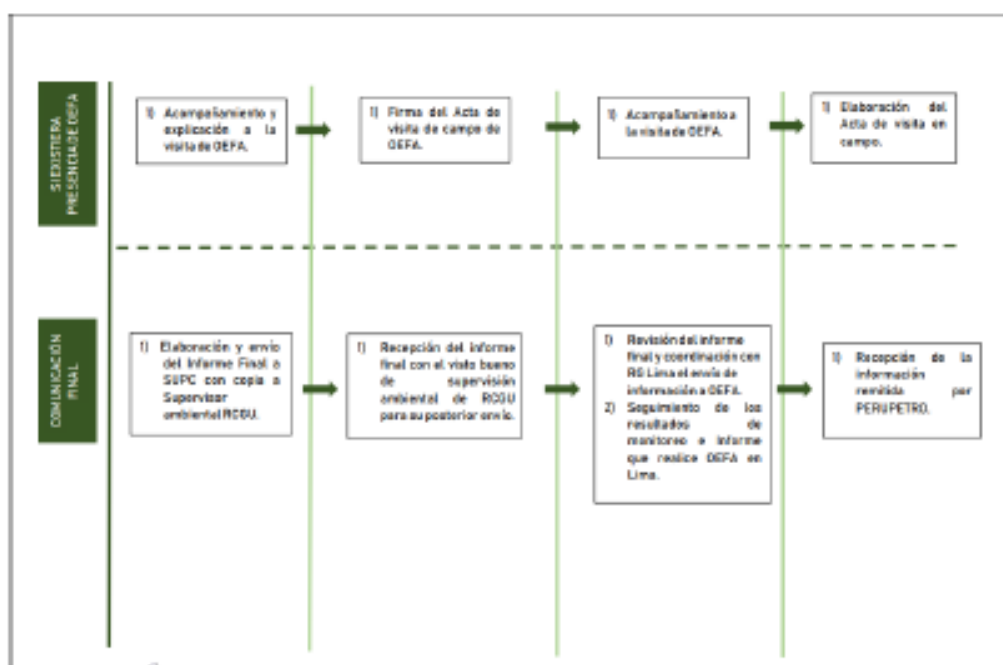 SI EXISTIERA
PRESENCIA DE OEFA
1) Acompañamiento y
explicación a la
visita de OEFA.
1) Firma del Acta de
visita de campo de
OEFA.
1) Acompañamiento a
la visita de OEFA.
1) Elaboración del
Acta de visita en
campo.
COMUNICACIÓN
FINAL
1) Elaboración y envío
del Informe Final a
SUPC con copia a
Supervisor
ambiental RCGU.
1) Recepción del informe
final con el visto bueno
de supervisión
ambiental de RCGU
para su posterior envío.
1) Revisión del informe
final y coordinación con
RG Lima el envío de
información a OEFA.
2) Seguimiento de los
resultados de
monitoreo e informe
que realice OEFA en
Lima.
1) Recepción de la
información
remitida por
PERUPETRO.